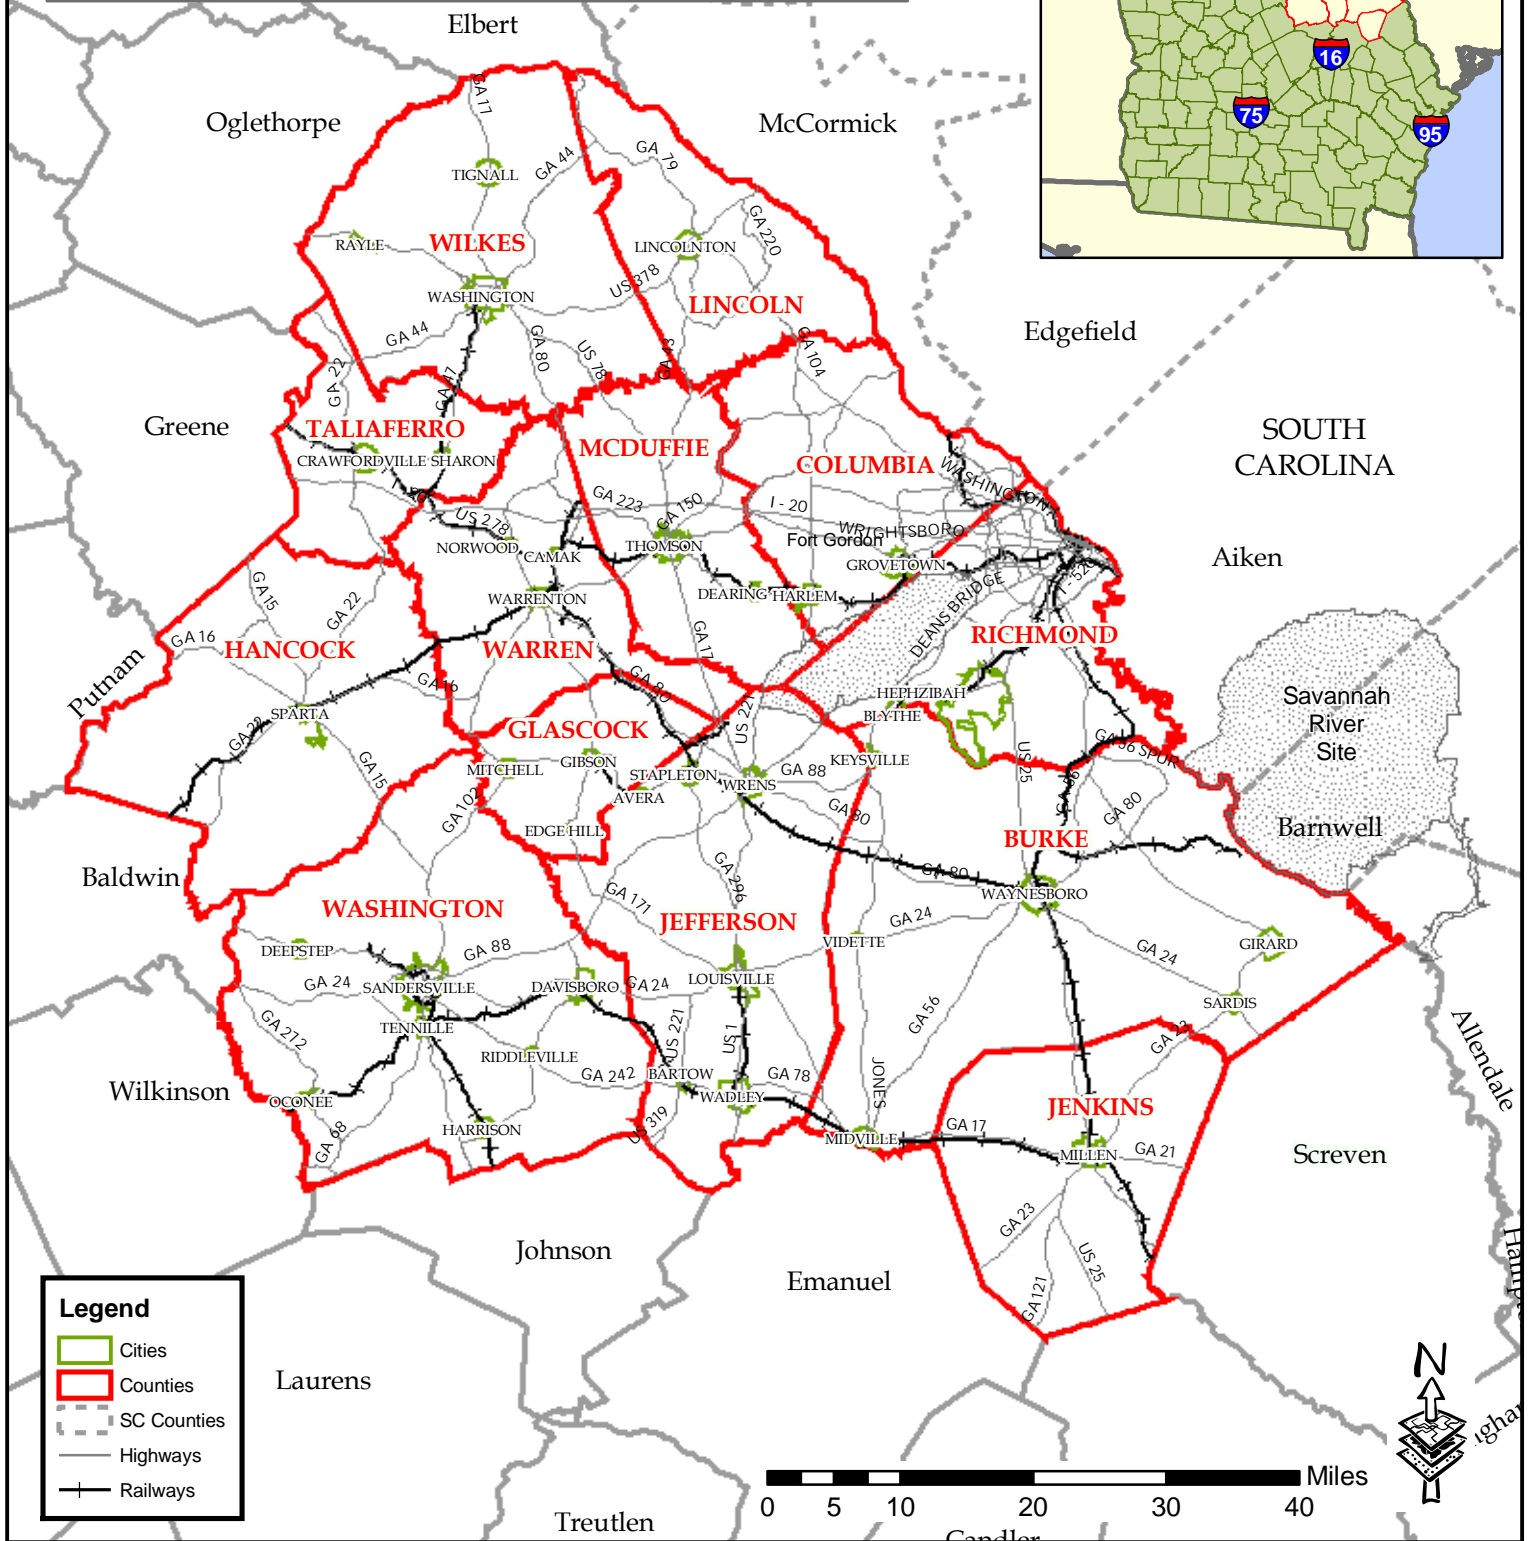 Elbert
Oglethorpe
McCormick
16
75
95
GA 17
TIGNALL
GA 44
GA 79
RAYLE
WILKES
LINCOLNTON
GA 220
WASHINGTON
US 378
LINCOLN
Edgefield
GA 44
GA 80
US 78
GA 43
GA 104
GA 22
GA 47
Greene
TALIAFERRO
MCDUFFIE
COLUMBIA
SOUTH
CAROLINA
CRAWFORDVILLE
SHARON
WASHINGTON
20
GA 223
GA 150
I - 20
US 278
WRIGHTSBORO
Fort Gordon
NORWOOD
CAMAK
THOMSON
GROVETOWN
Aiken
I - 520
GA 15
GA 22
WARRENTON
DEARING
HARLEM
DEANS BRIDGE
GA 16
HANCOCK
WARREN
GA 17
RICHMOND
Putnam
GA 16
GA 80
HEPHZIBAH
BLYTHE
Savannah
River
Site
SPARTA
GA 22
GLASCOCK
US 221
GA 56 SPUR
GA 15
MITCHELL
GIBSON
STAPLETON
WRENS
GA 88
KEYSVILLE
US 25
GA 56
GA 102
AVERA
GA 80
GA 80
EDGE HILL
BURKE
Barnwell
Baldwin
GA 296
GA 80
WAYNESBORO
WASHINGTON
GA 171
JEFFERSON
GA 24
DEEPSTEP
GA 88
VIDETTE
GA 24
GIRARD
GA 24
SANDERSVILLE
DAVISBORO
GA 24
LOUISVILLE
SARDIS
GA 272
TENNILLE
US 221
US 1
GA 56
GA 23
Allendale
RIDDLEVILLE
GA 242
BARTOW
GA 78
JONES
Wilkinson
OCONEE
WADLEY
JENKINS
GA 68
HARRISON
US 319
MIDVILLE
GA 17
MILLEN
GA 21
Screven
GA 23
US 25
GA 121
Johnson
Emanuel
Laurens
Treutlen
Legend
Cities
Counties
SC Counties
Highways
Railways
N
Miles
0 5 10 20 30 40